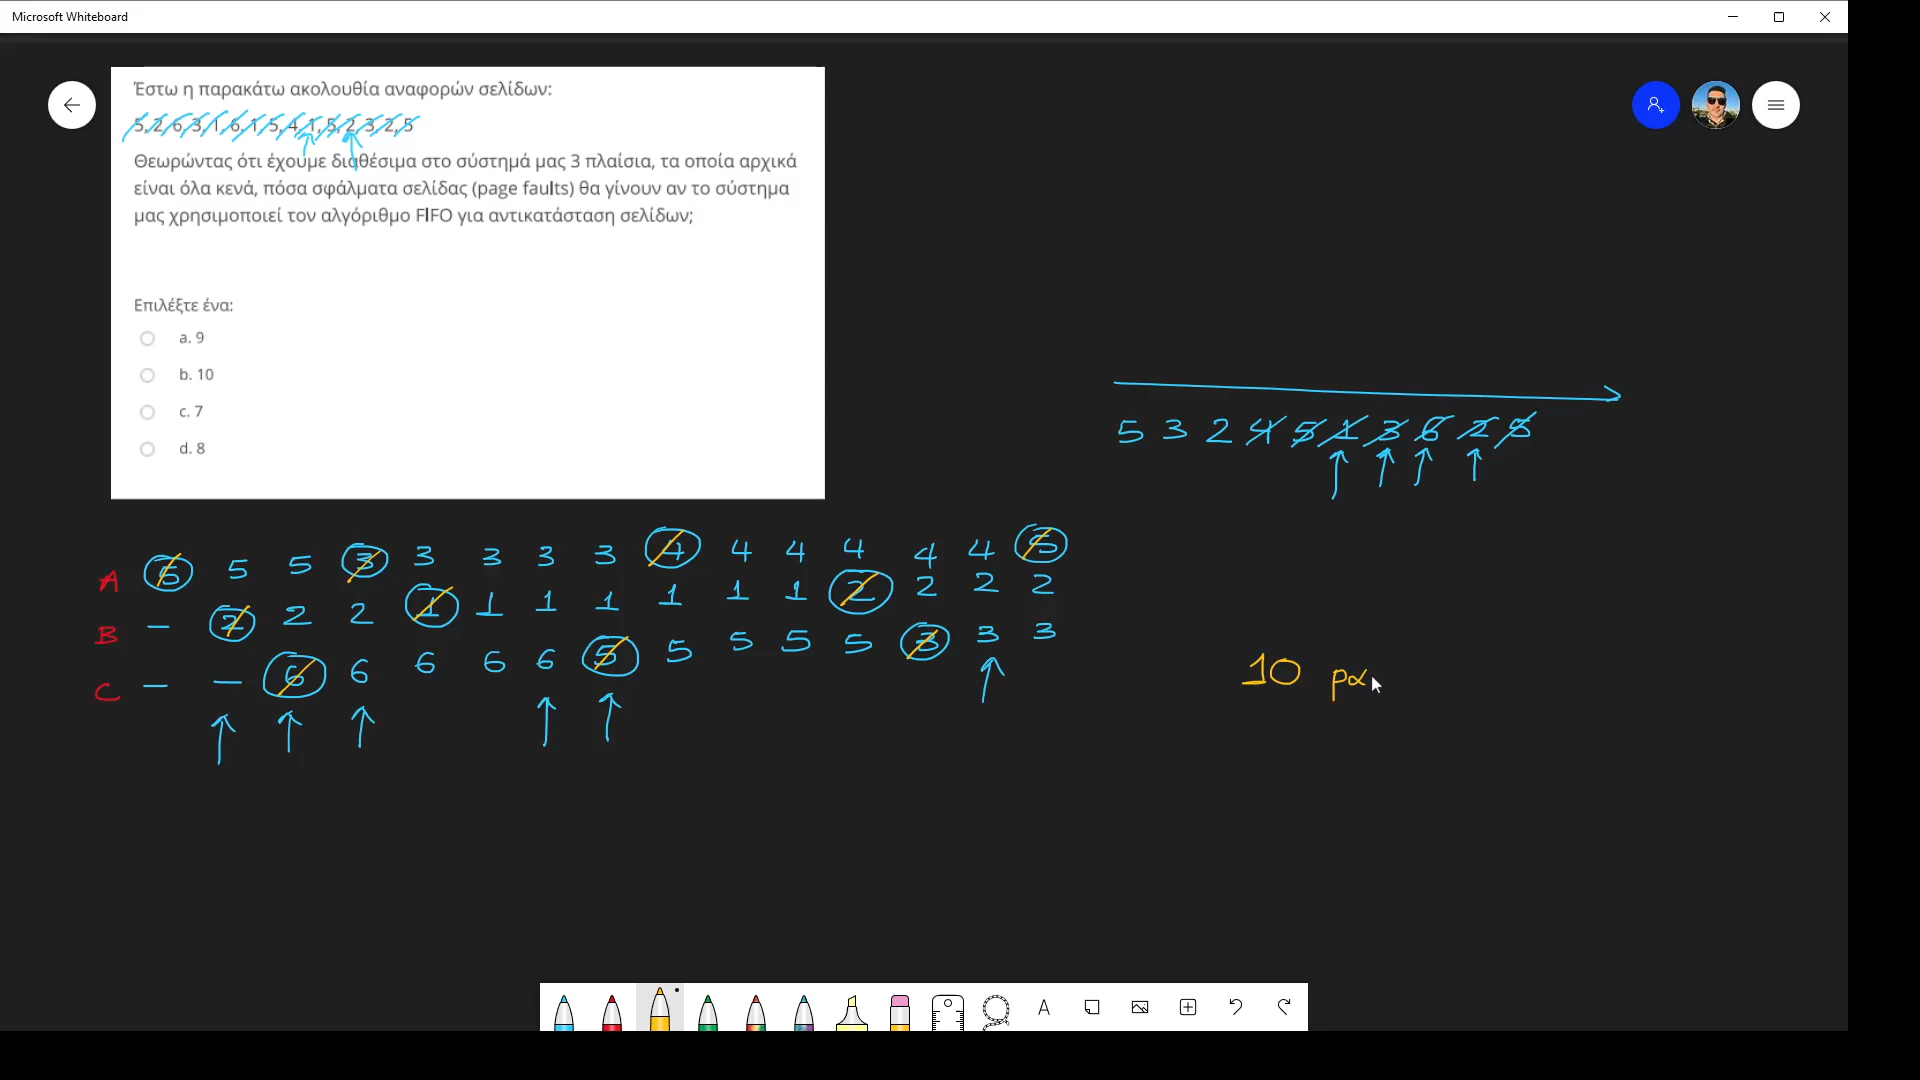 Microsoft Whiteboard
Έστω η παρακάτω ακολουθία αναφορών σελίδων:
5, 2, 6, 3, 1, 6, 1, 5, 4, 1, 5, 2, 3, 2, 5
Θεωρώντας ότι έχουμε διαθέσιμα στο σύστημά μας 3 πλαίσια, τα οποία αρχικά
είναι όλα κενά, πόσα σφάλματα σελίδας (page faults) θα γίνουν αν το σύστημα
μας χρησιμοποιεί τον αλγόριθμο FIFO για αντικατάσταση σελίδων;
Επιλέξτε ένα:
a. 9
b. 10
c. 7
d. 8
5 3 2 4 5 1 3 6 2 5
A 5 5 5 3 3 3 3 3 4 4 4 4 4 4 5
B – 2 2 2 1 1 1 1 1 1 1 2 2 2 2
C – – 6 6 6 6 6 5 5 5 5 5 3 3 3
10 pa
A